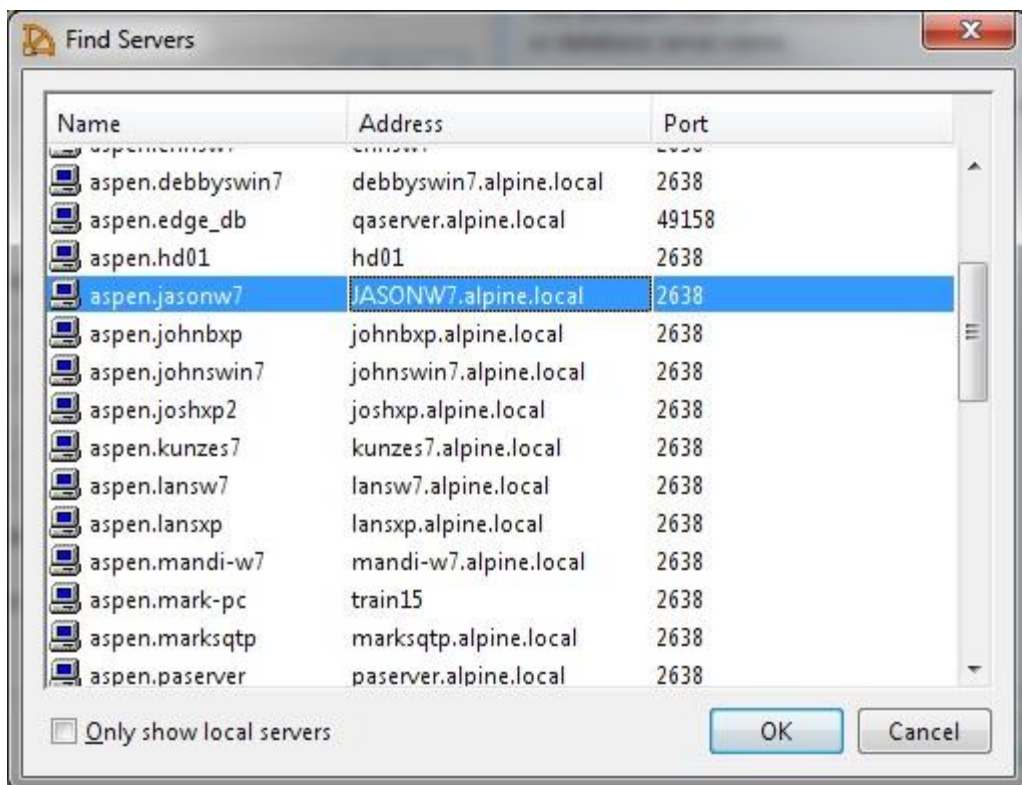 Find Servers
Name Address Port
aspen.debbyswin7 debbyswin7.alpine.local 2638
aspen.edge_db qaserver.alpine.local 49158
aspen.hd01 hd01 2638
aspen.jasonw7 JASONW7.alpine.local 2638
aspen.johnbxp johnbxp.alpine.local 2638
aspen.johnswin7 johnswin7.alpine.local 2638
aspen.joshxp2 joshxp.alpine.local 2638
aspen.kunzes7 kunzes7.alpine.local 2638
aspen.lansw7 lansw7.alpine.local 2638
aspen.lansxp lansxp.alpine.local 2638
aspen.mandi-w7 mandi-w7.alpine.local 2638
aspen.mark-pc train15 2638
aspen.marksqtp marksqtp.alpine.local 2638
aspen.paserver paserver.alpine.local 2638
Only show local servers OK Cancel